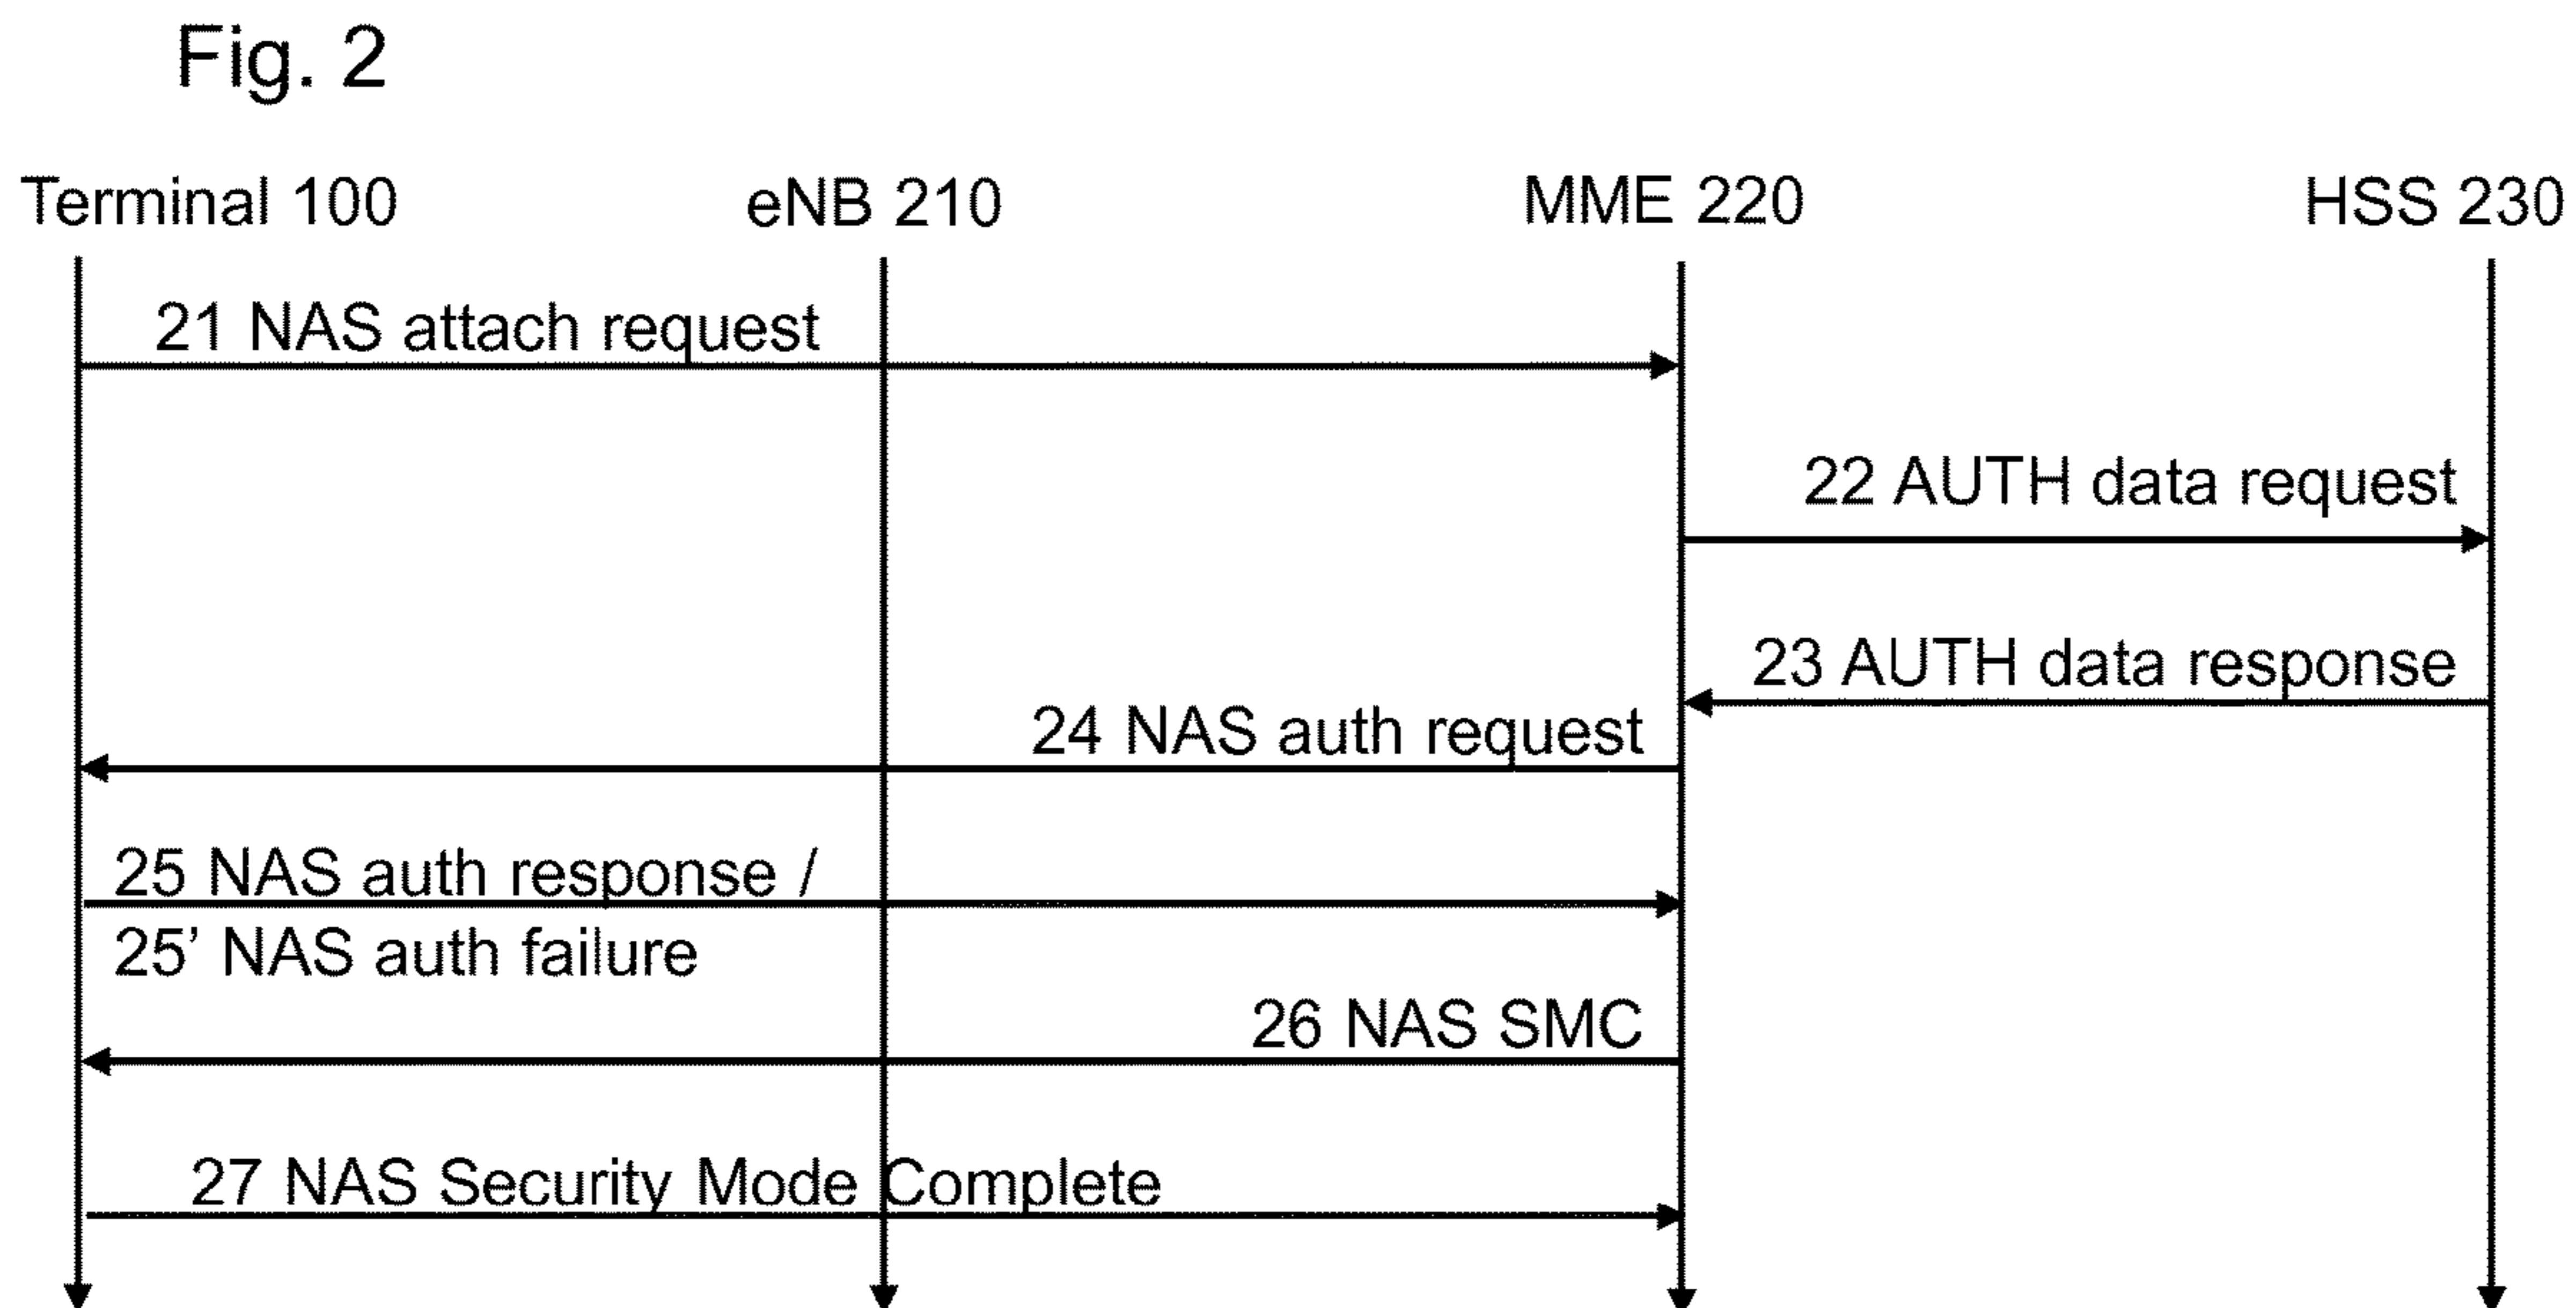 Fig. 2
Terminal 100 eNB 210 MME 220 HSS 230
21 NAS attach request
22 AUTH data request
23 AUTH data response
24 NAS auth request
25 NAS auth response /
25’ NAS auth failure
26 NAS SMC
27 NAS Security Mode Complete